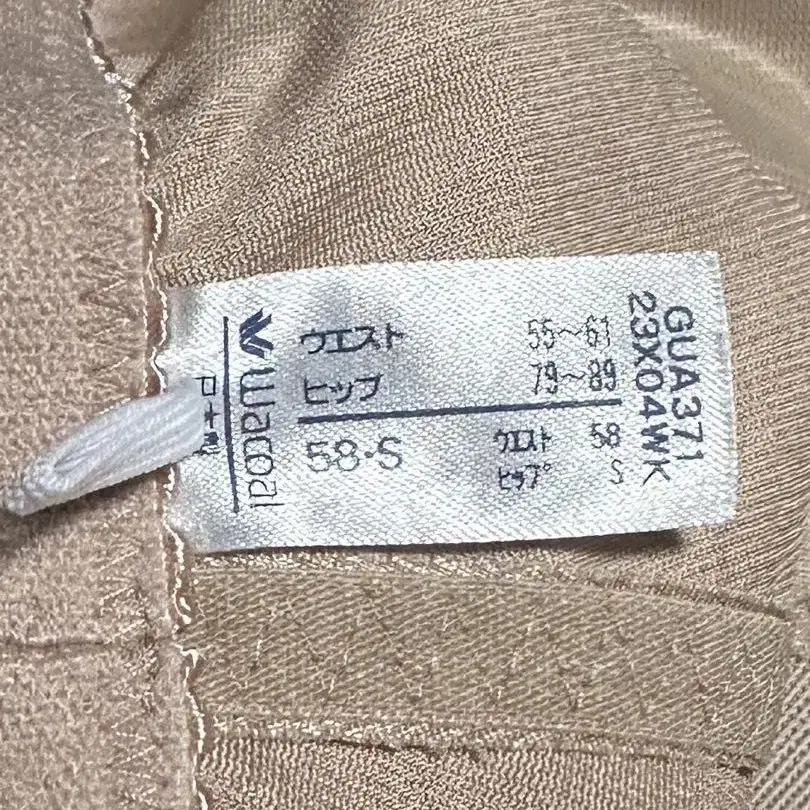 Wacoal
ウエスト 55~61
ヒップ 79~89
58・S
ウエスト 58
ヒップ S
GUA371
23X04WK